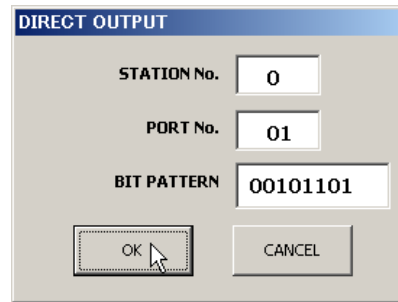 DIRECT OUTPUT
STATION No. 0
PORT No. 01
BIT PATTERN 00101101
OK CANCEL